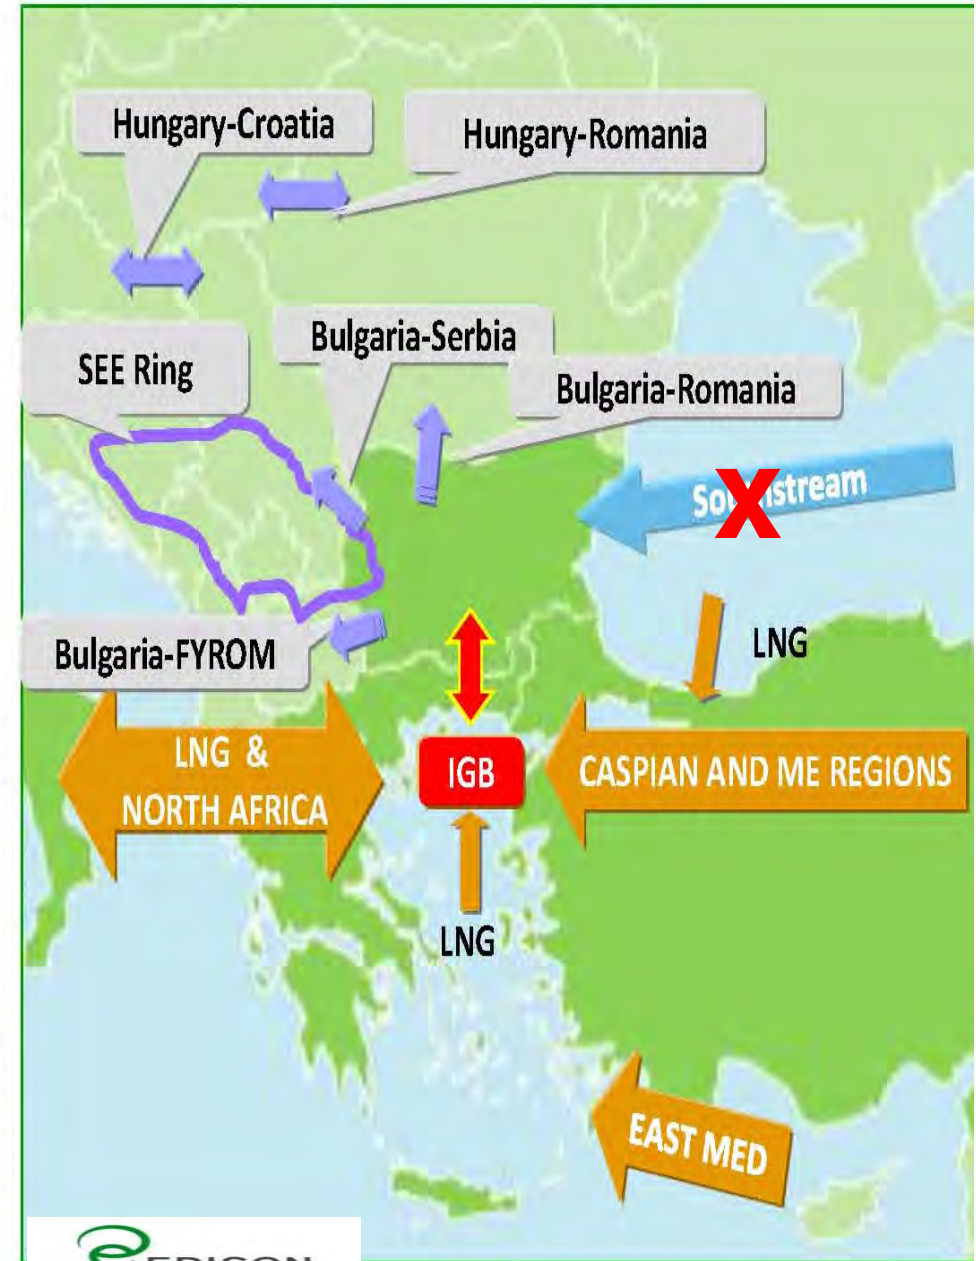 Hungary-Croatia
Hungary-Romania
Bulgaria-Serbia
SEE Ring
Bulgaria-Romania
X
LNG
Bulgaria-FYROM
LNG &
NORTH AFRICA
IGB
CASPIAN AND ME REGIONS
LNG
EAST MED
EDISON